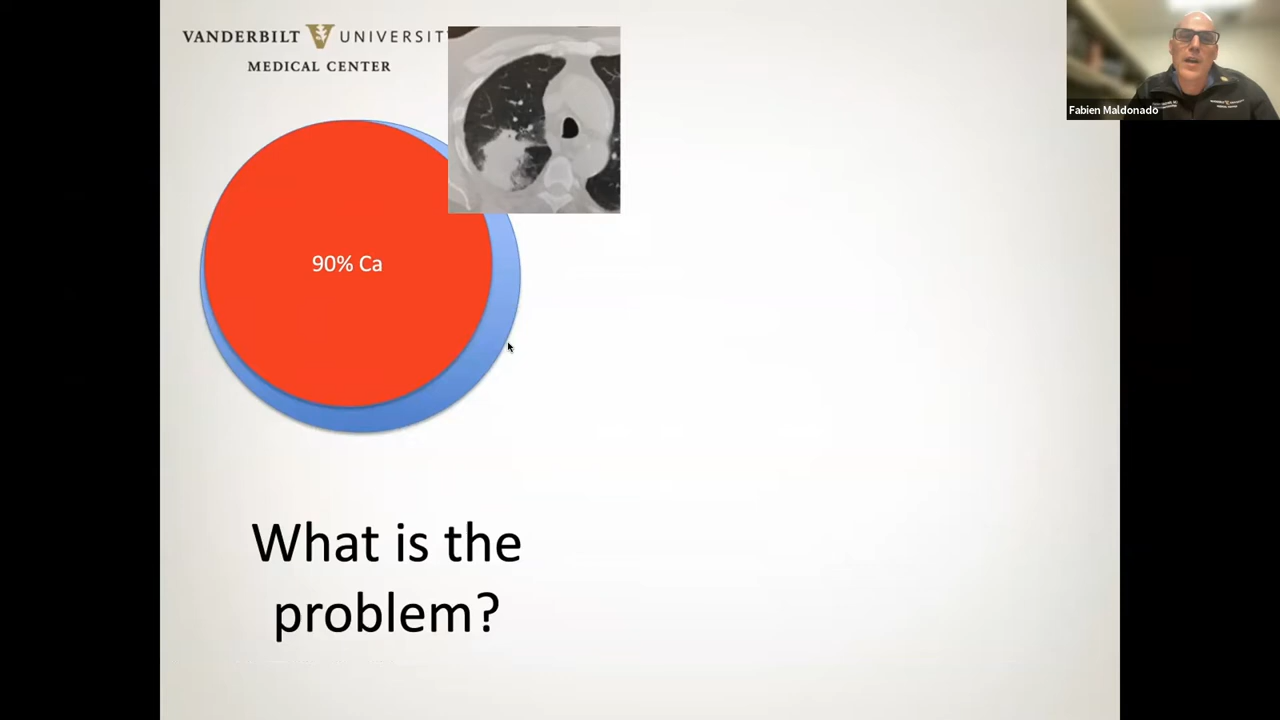 VANDERBILT UNIVERSIT
MEDICAL CENTER
Fabien Maldonado
90% Ca
What is the
problem?